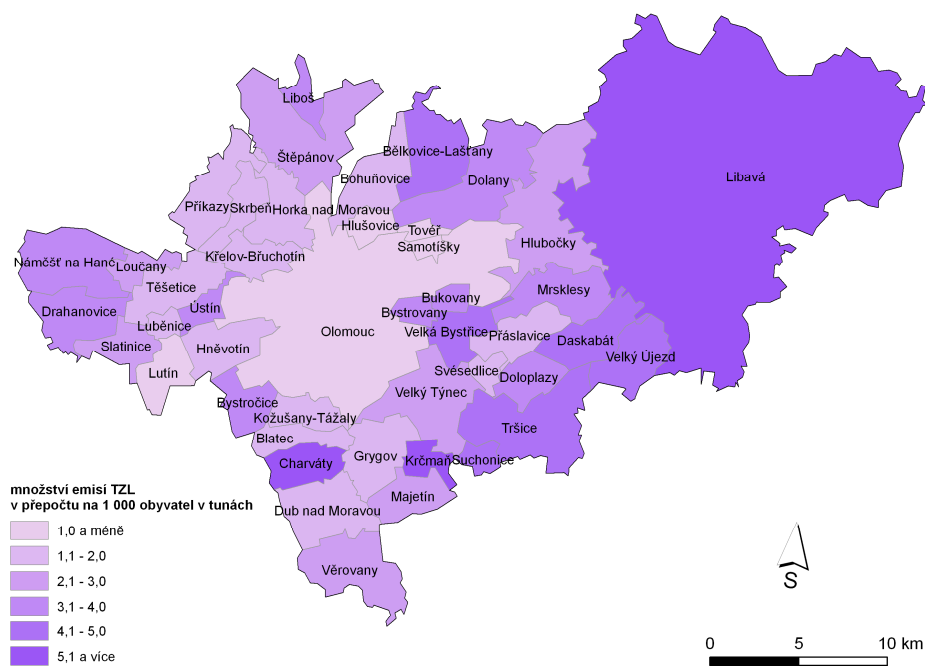 Liboš
Štěpánov
Bělkovice-Lašťany
Bohuňovice
Dolany
Libavá
Příkazy
Skrbeň
Horka nad Moravou
Hlušovice
Tovéř
Samotíšky
Hlubočky
Křelov-Břuchotín
Náměšť na Hané
Loučany
Těšetice
Mrsklesy
Bukovany
Bystrovany
Drahanovice
Ústín
Luběnice
Olomouc
Velká Bystřice
Přáslavice
Daskabát
Slatinice
Hněvotín
Velký Újezd
Lutín
Svésedlice
Doloplazy
Velký Týnec
Bystročice
Kožušany-Tážaly
Tršice
Blatec
Charváty
Grygov
Krčmaň
Suchonice
Majetín
Dub nad Moravou
Věrovany
množství emisí TZL
v přepočtu na 1 000 obyvatel v tunách
1,0 a méně
1,1 - 2,0
2,1 - 3,0
3,1 - 4,0
4,1 - 5,0
5,1 a více
S
0 5 10 km